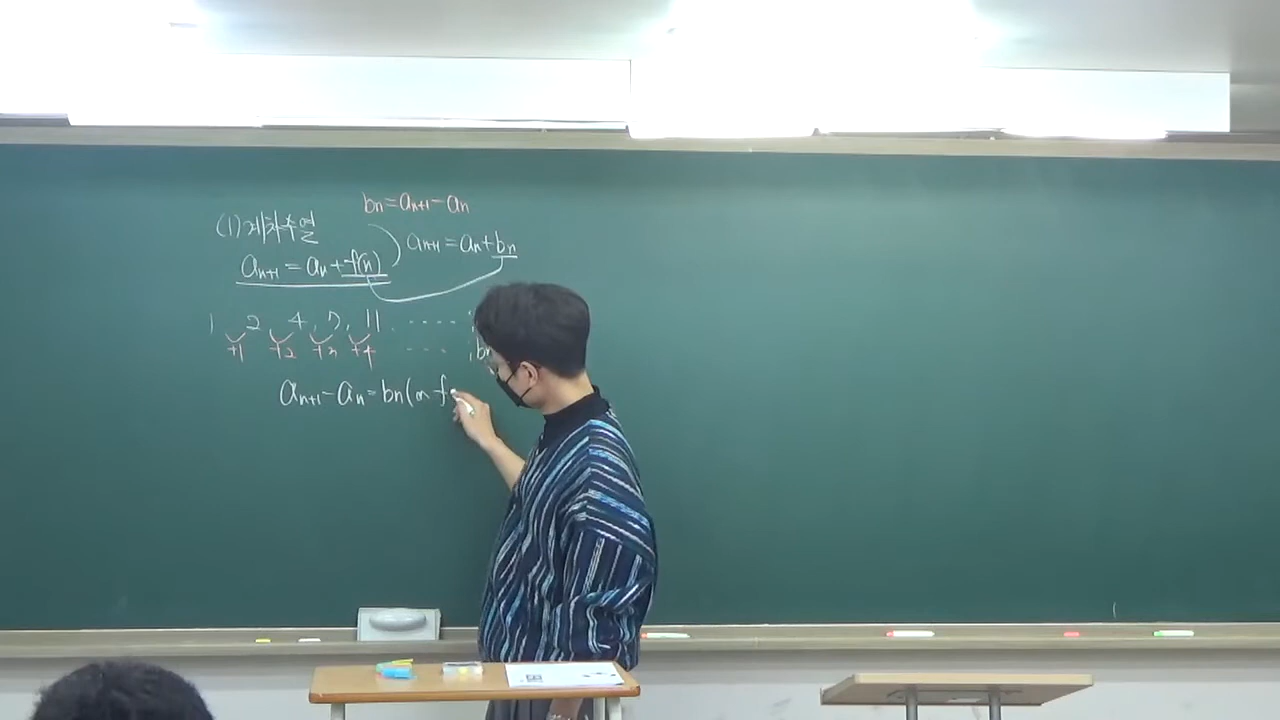 bn = an+1 - an
(1) 계차수열
an+1 = an + bn
an+1 = an + f(n)
1 2, 4, 7, 11, ....
+1 +2 +3 +4 ... , bn
an+1 - an = bn (or f